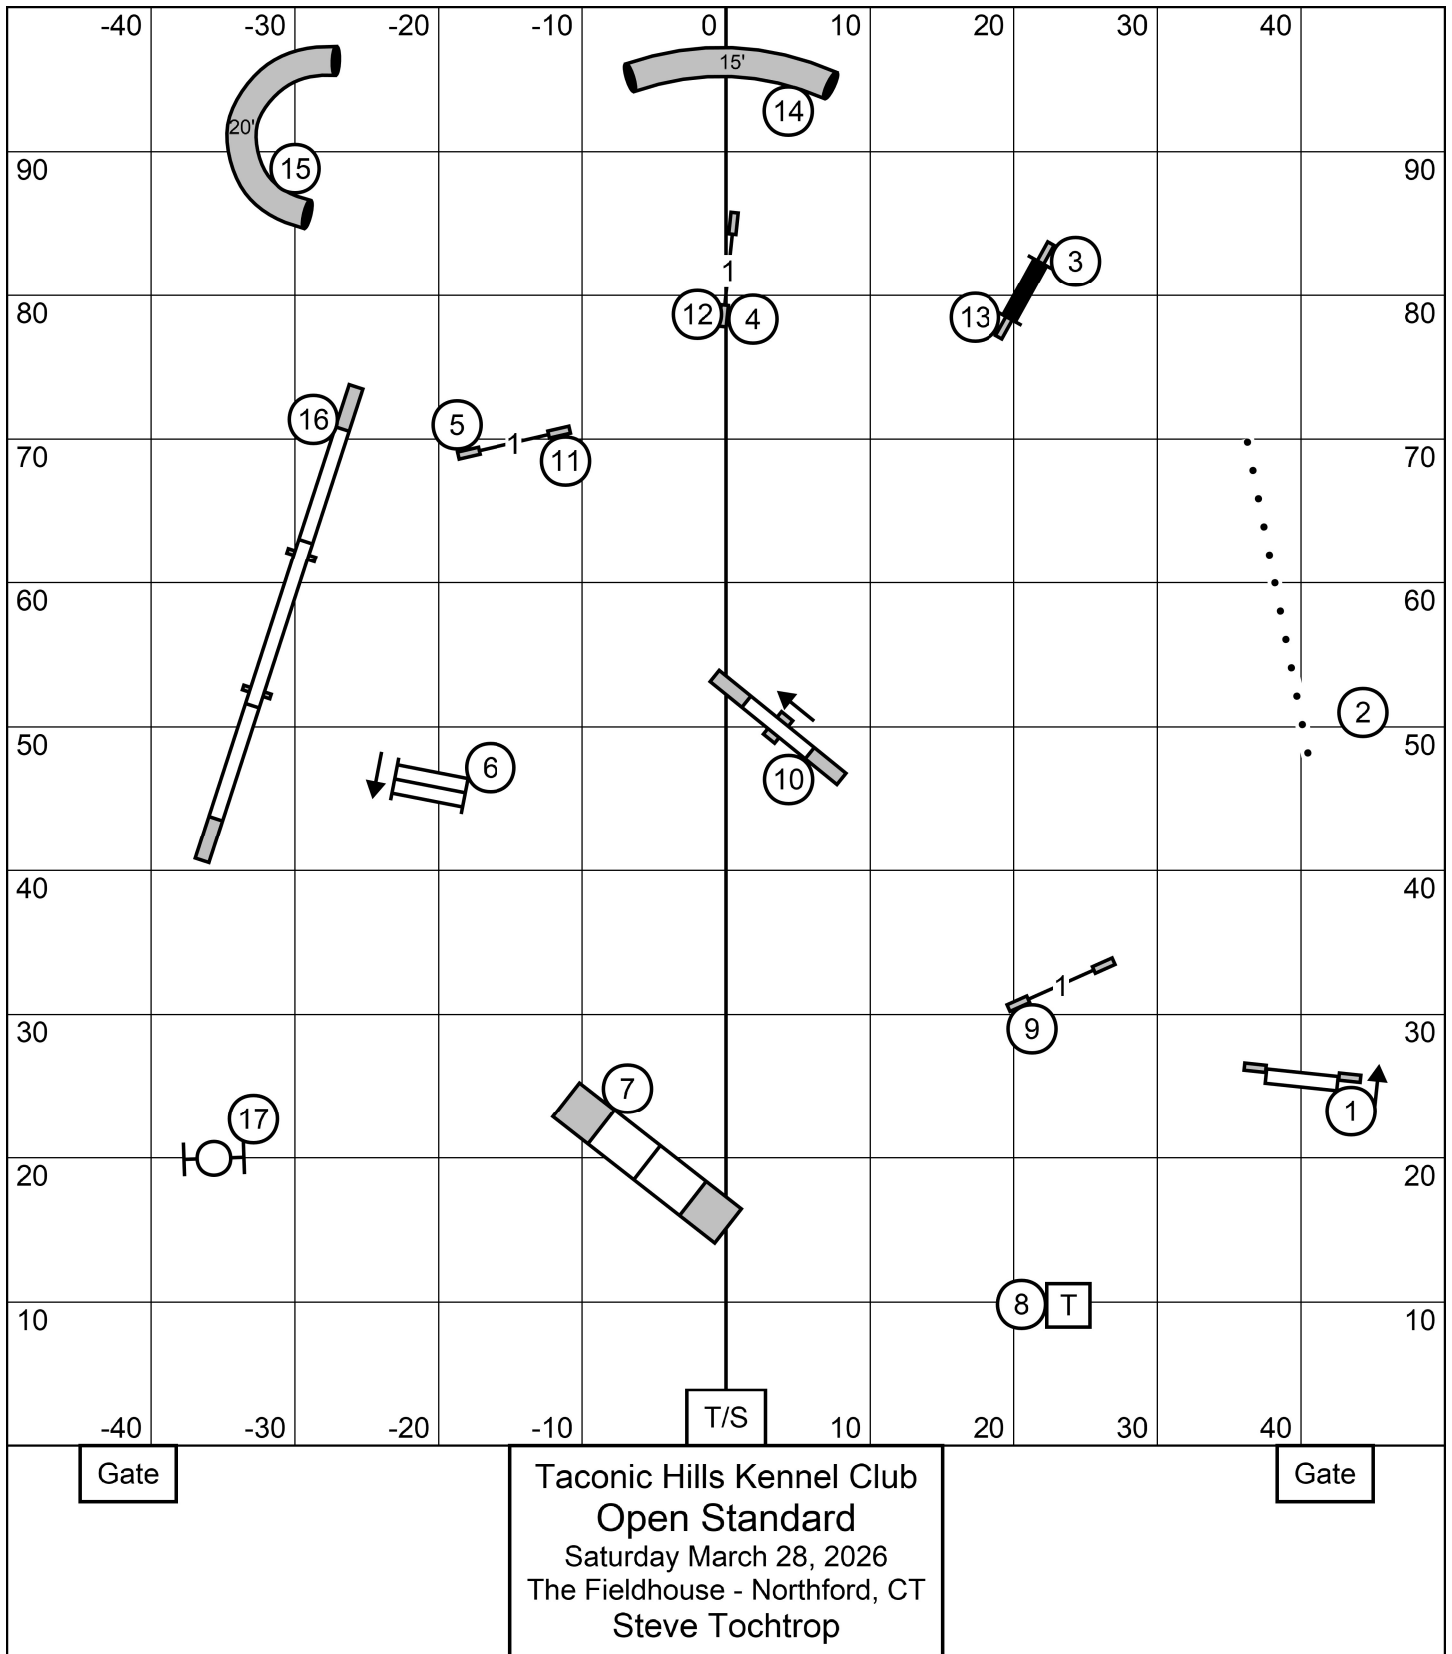 -40 -30 -20 -10 0 10 20 30 40
15'
14
20'
15
90 90
1
3
12 4 13
80 80
16 5
1
11
70 70
60 60
2
50 50
6
10
40 40
1
9
30 30
7
1
17
20 20
8 T
10 10
-40 -30 -20 -10 T/S 10 20 30 40
Gate Gate
Taconic Hills Kennel Club
Open Standard
Saturday March 28, 2026
The Fieldhouse - Northford, CT
Steve Tochtrop